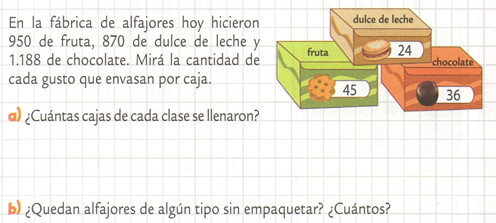 En la fábrica de alfajores hoy hicieron
950 de fruta, 870 de dulce de leche y
1.188 de chocolate. Mirá la cantidad de
cada gusto que envasan por caja.
dulce de leche
24
fruta
45
chocolate
36
a) ¿Cuántas cajas de cada clase se llenaron?
b) ¿Quedan alfajores de algún tipo sin empaquetar? ¿Cuántos?